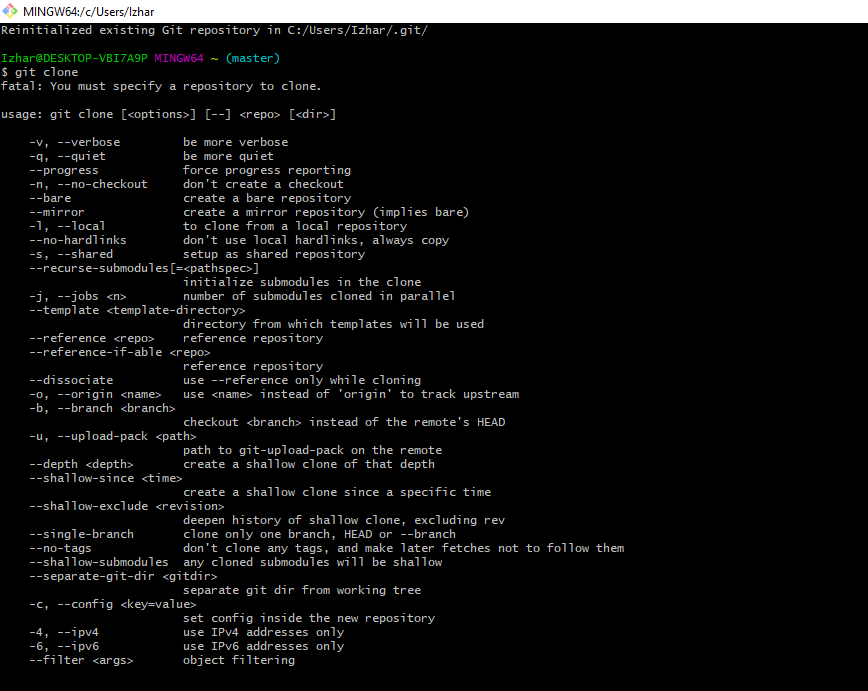 MINGW64:/c/Users/Izhar
Reinitialized existing Git repository in C:/Users/Izhar/.git/
Izhar@DESKTOP-VBI7A9P MINGW64 ~ (master)
$ git clone
fatal: You must specify a repository to clone.
usage: git clone [<options>] [--] <repo> [<dir>]
-v, --verbose be more verbose
-q, --quiet be more quiet
--progress force progress reporting
-n, --no-checkout don't create a checkout
--bare create a bare repository
--mirror create a mirror repository (implies bare)
-l, --local to clone from a local repository
--no-hardlinks don't use local hardlinks, always copy
-s, --shared setup as shared repository
--recurse-submodules[=<pathspec>]
initialize submodules in the clone
-j, --jobs <n> number of submodules cloned in parallel
--template <template-directory>
directory from which templates will be used
--reference <repo> reference repository
--reference-if-able <repo>
reference repository
--dissociate use --reference only while cloning
-o, --origin <name> use <name> instead of 'origin' to track upstream
-b, --branch <branch>
checkout <branch> instead of the remote's HEAD
-u, --upload-pack <path>
path to git-upload-pack on the remote
--depth <depth> create a shallow clone of that depth
--shallow-since <time>
create a shallow clone since a specific time
--shallow-exclude <revision>
deepen history of shallow clone, excluding rev
--single-branch clone only one branch, HEAD or --branch
--no-tags don't clone any tags, and make later fetches not to follow them
--shallow-submodules any cloned submodules will be shallow
--separate-git-dir <gitdir>
separate git dir from working tree
-c, --config <key=value>
set config inside the new repository
-4, --ipv4 use IPv4 addresses only
-6, --ipv6 use IPv6 addresses only
--filter <args> object filtering